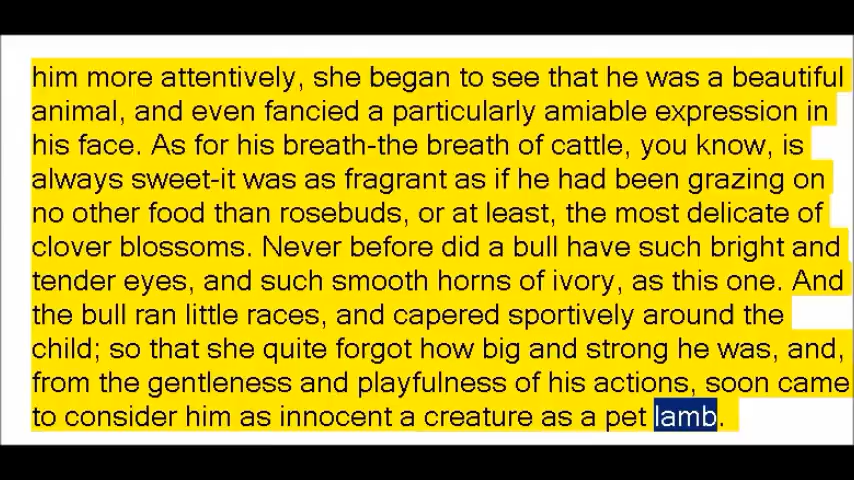 him more attentively, she began to see that he was a beautiful
animal, and even fancied a particularly amiable expression in
his face. As for his breath-the breath of cattle, you know, is
always sweet-it was as fragrant as if he had been grazing on
no other food than rosebuds, or at least, the most delicate of
clover blossoms. Never before did a bull have such bright and
tender eyes, and such smooth horns of ivory, as this one. And
the bull ran little races, and capered sportively around the
child; so that she quite forgot how big and strong he was, and,
from the gentleness and playfulness of his actions, soon came
to consider him as innocent a creature as a pet lamb.